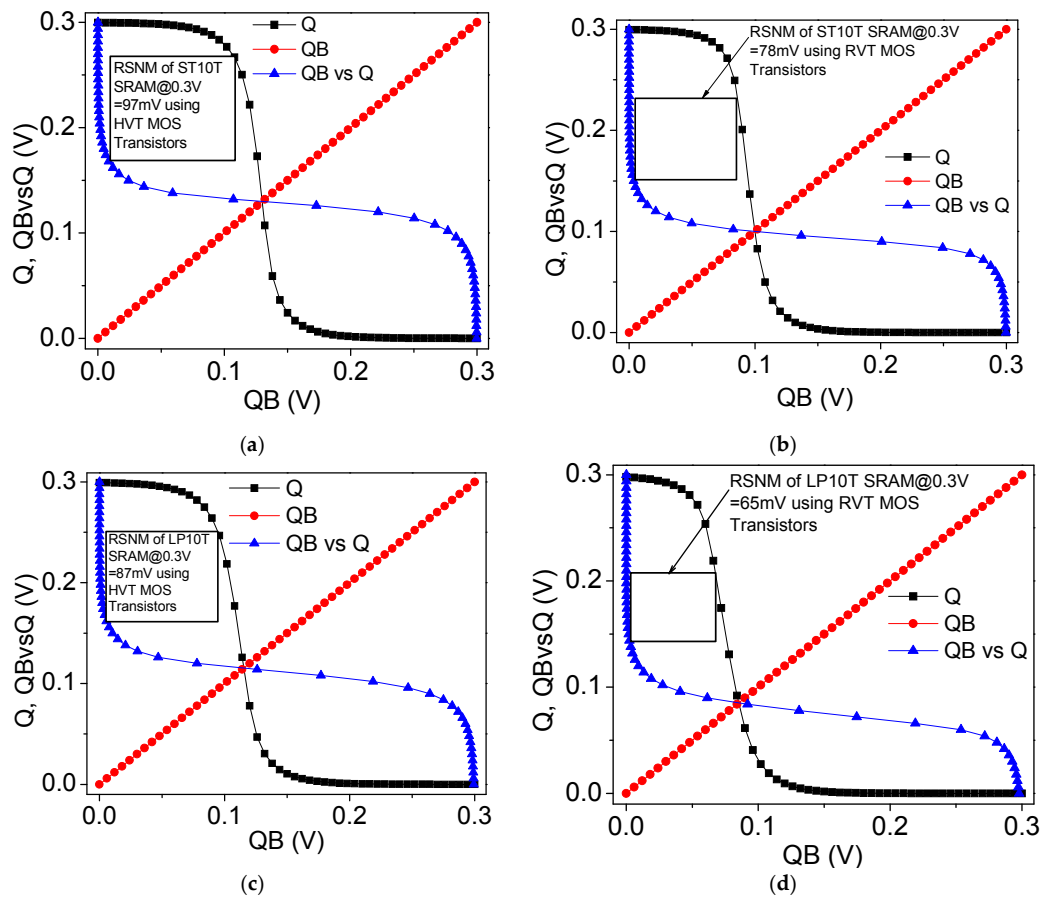 Q
QB
QB vs Q
RSNM of ST10T
SRAM@0.3V
=97mV using
HVT MOS
Transistors
Q, QBvsQ (V)
0.3
0.2
0.1
0.0
0.0
0.1
0.2
0.3
QB (V)
(a)
RSNM of ST10T SRAM@0.3V
=78mV using RVT MOS
Transistors
Q
QB
QB vs Q
Q, QBvsQ (V)
0.3
0.2
0.1
0.0
0.0
0.1
0.2
0.3
QB (V)
(b)
Q
QB
QB vs Q
RSNM of LP10T
SRAM@0.3V
=87mV using
HVT MOS
Transistors
Q, QBvsQ (V)
0.3
0.2
0.1
0.0
0.0
0.1
0.2
0.3
QB (V)
(c)
RSNM of LP10T SRAM@0.3V
=65mV using RVT MOS
Transistors
Q
QB
QB vs Q
Q, QBvsQ (V)
0.3
0.2
0.1
0.0
0.0
0.1
0.2
0.3
QB (V)
(d)